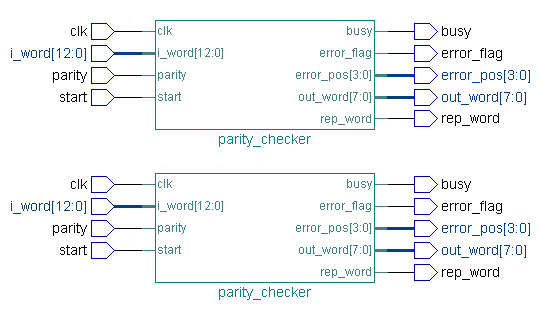 clk clk busy busy
i_word[12:0] i_word[12:0] error_flag error_flag
parity parity error_pos[3:0] error_pos[3:0]
start start out_word[7:0] out_word[7:0]
rep_word rep_word
parity_checker
clk clk busy busy
i_word[12:0] i_word[12:0] error_flag error_flag
parity parity error_pos[3:0] error_pos[3:0]
start start out_word[7:0] out_word[7:0]
rep_word rep_word
parity_checker